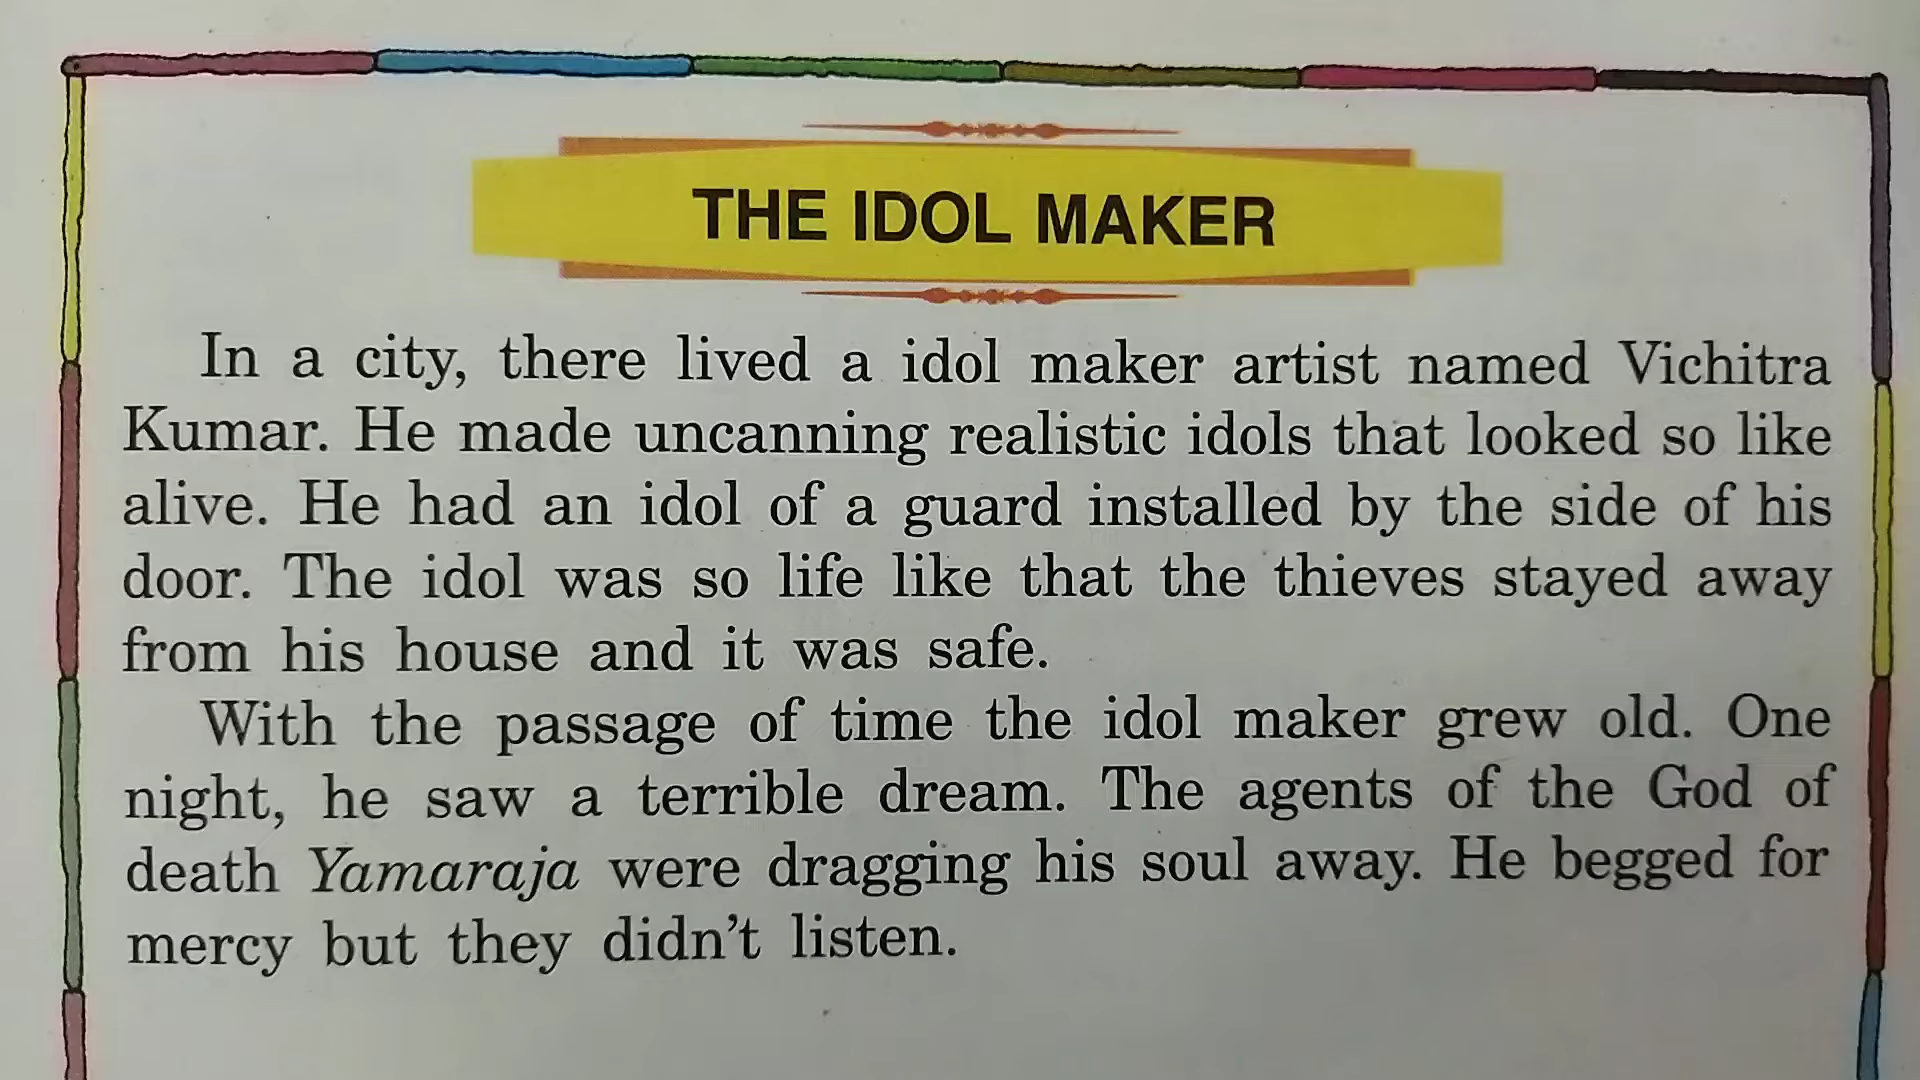 THE IDOL MAKER
In a city, there lived a idol maker artist named Vichitra
Kumar. He made uncanning realistic idols that looked so like
alive. He had an idol of a guard installed by the side of his
door. The idol was so life like that the thieves stayed away
from his house and it was safe.
With the passage of time the idol maker grew old. One
night, he saw a terrible dream. The agents of the God of
death Yamaraja were dragging his soul away. He begged for
mercy but they didn't listen.